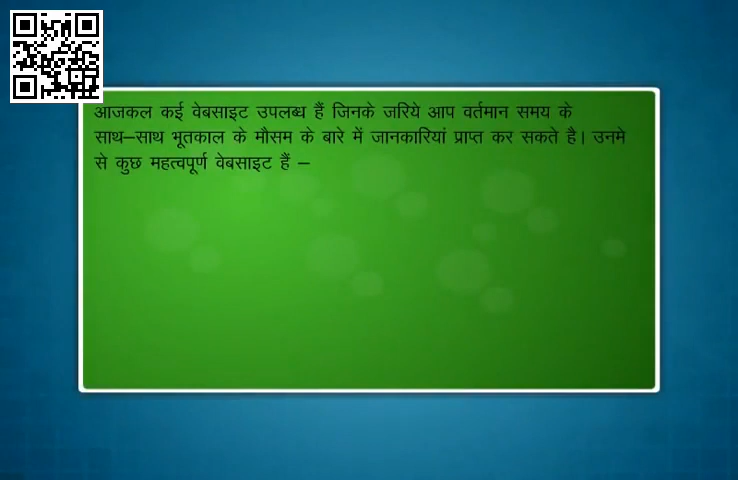 आजकल कई वेबसाइट उपलब्ध हैं जिनके जरिये आप वर्तमान समय के
साथ–साथ भूतकाल के मौसम के बारे में जानकारियां प्राप्त कर सकते है। उनमे
से कुछ महत्वपूर्ण वेबसाइट हैं –